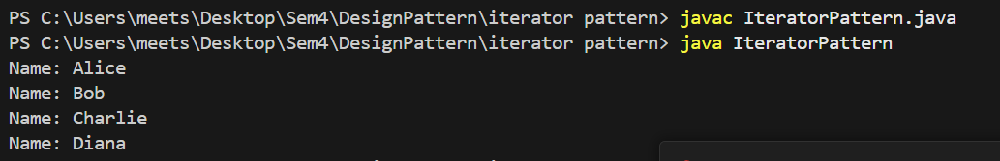 PS C:\Users\meets\Desktop\Sem4\DesignPattern\iterator pattern> javac IteratorPattern.java
PS C:\Users\meets\Desktop\Sem4\DesignPattern\iterator pattern> java IteratorPattern
Name: Alice
Name: Bob
Name: Charlie
Name: Diana